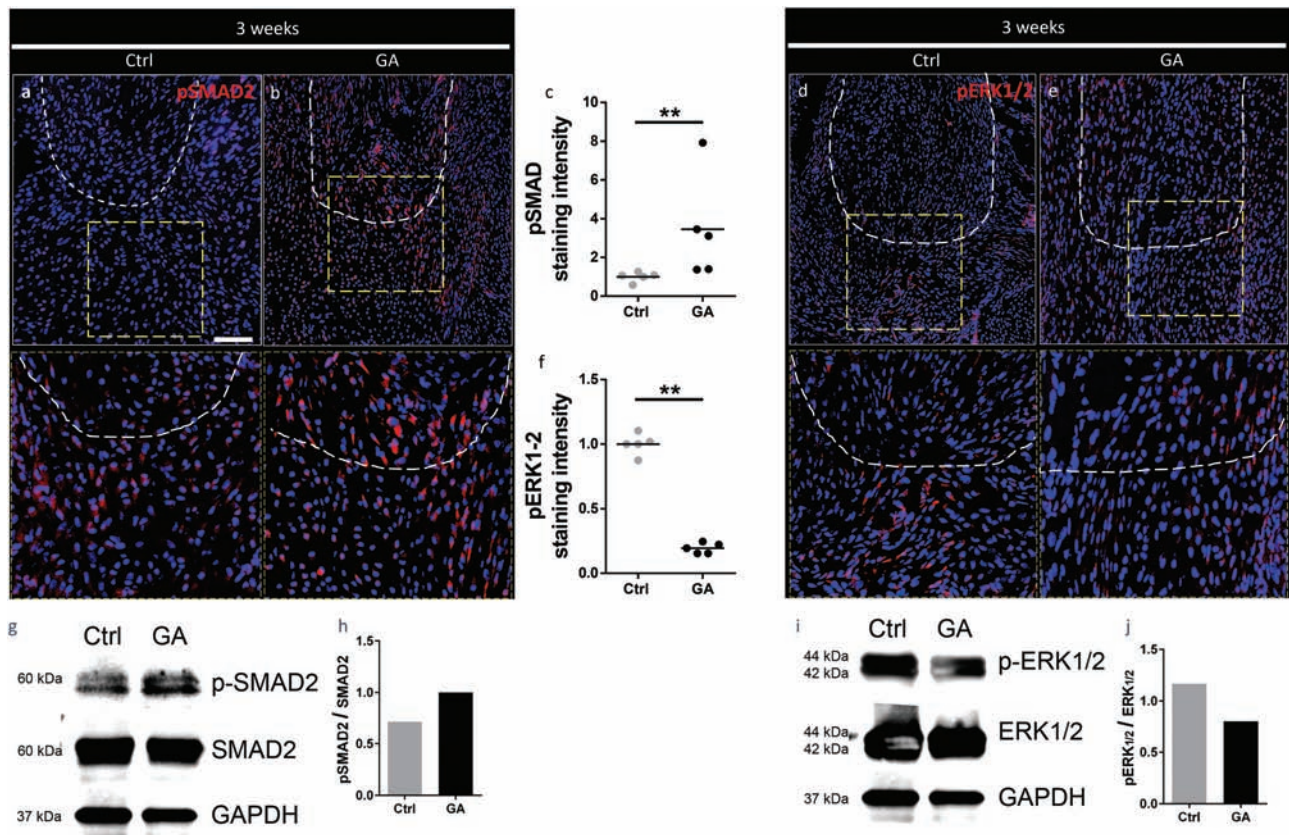 3 weeks
Ctrl
GA
a
pSMAD2
b
c
10
8
6
4
2
0
pSMAD
staining intensity
**
Ctrl
GA
3 weeks
Ctrl
GA
d
pERK1/2
e
f
1.5
1.0
0.5
0.0
pERK1-2
staining intensity
**
Ctrl
GA
g
Ctrl
GA
60 kDa
p-SMAD2
60 kDa
SMAD2
37 kDa
GAPDH
h
1.5
1.0
0.5
0.0
pSMAD2 / SMAD2
Ctrl
GA
i
Ctrl
GA
44 kDa
42 kDa
p-ERK1/2
44 kDa
42 kDa
ERK1/2
37 kDa
GAPDH
j
1.5
1.0
0.5
0.0
pERK1/2 / ERK1/2
Ctrl
GA